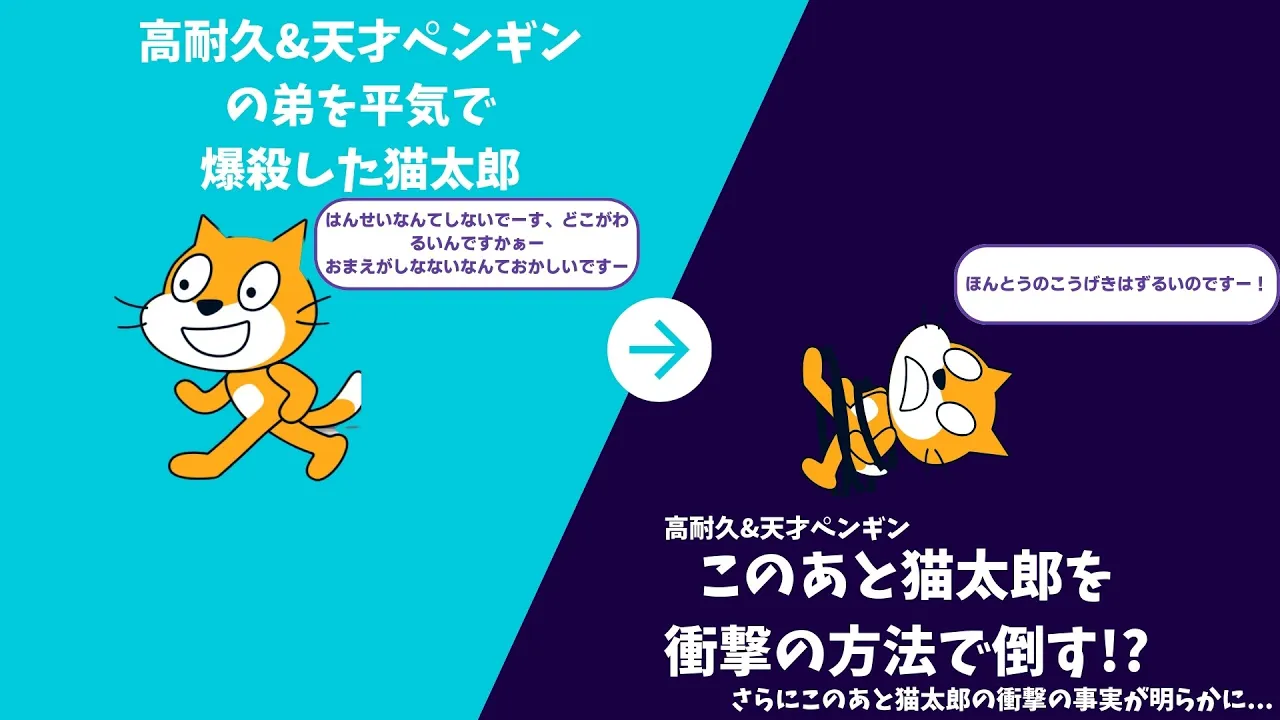 高耐久&天才ペンギン
の弟を平気で
爆殺した猫太郎
はんせいなんてしないでーす、どこがわ
るいんですかぁー
おまえがしなないなんておかしいですー
ほんとうのこうげきはずるいのですー！
高耐久&天才ペンギン
このあと猫太郎を
衝撃の方法で倒す!?
さらにこのあと猫太郎の衝撃の事実が明らかに...